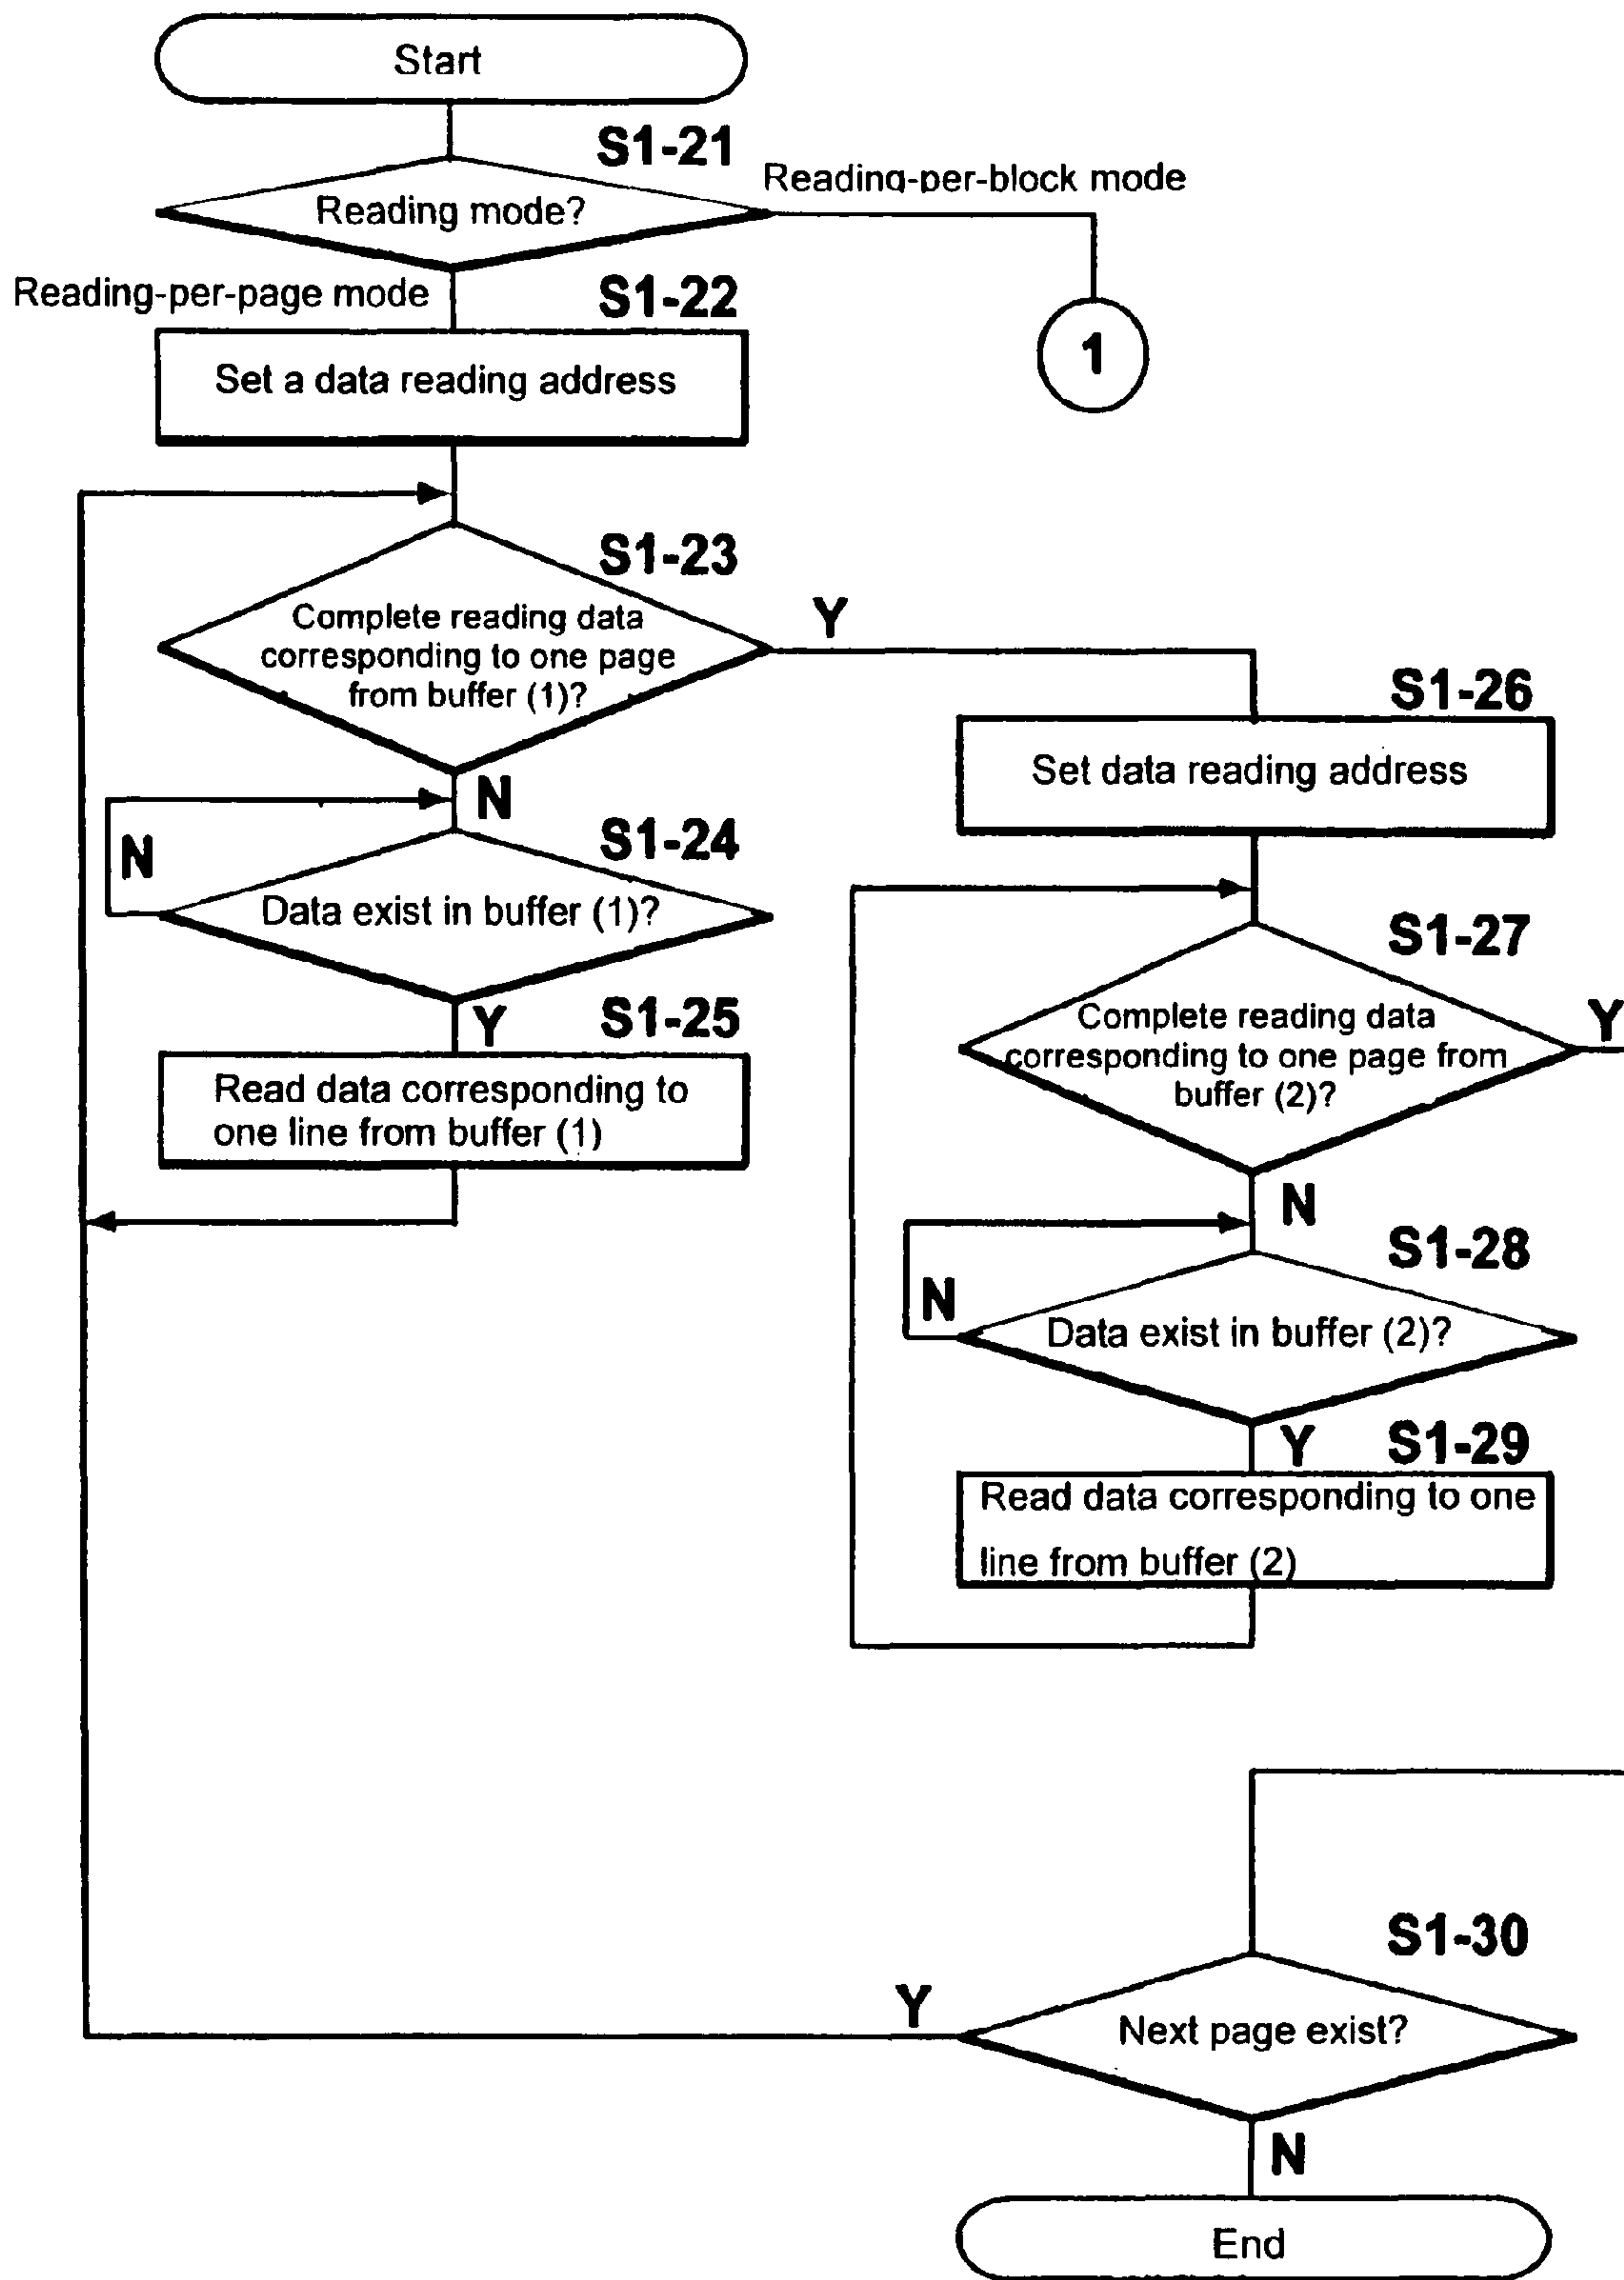 Start
S1-21
Reading mode?
Reading-per-block mode
1
Reading-per-page mode
S1-22
Set a data reading address
S1-23
Complete reading data
corresponding to one page
from buffer (1)?
Y
N
S1-24
N
Data exist in buffer (1)?
Y
S1-25
Read data corresponding to
one line from buffer (1)
S1-26
Set data reading address
S1-27
Complete reading data
corresponding to one page from
buffer (2)?
Y
N
S1-28
N
Data exist in buffer (2)?
Y
S1-29
Read data corresponding to one
line from buffer (2)
S1-30
Y
Next page exist?
N
End